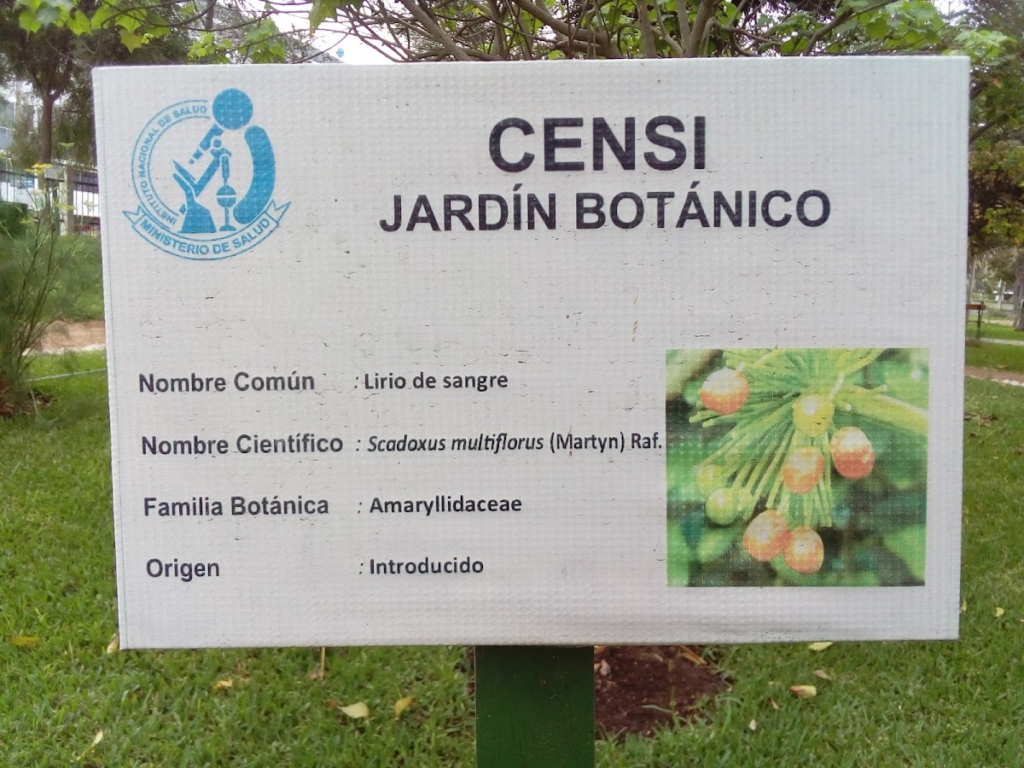 INSTITUTO NACIONAL DE SALUD
MINISTERIO DE SALUD
CENSI
JARDÍN BOTÁNICO
Nombre Común : Lirio de sangre
Nombre Científico : Scadoxus multiflorus (Martyn) Raf.
Familia Botánica : Amaryllidaceae
Origen : Introducido